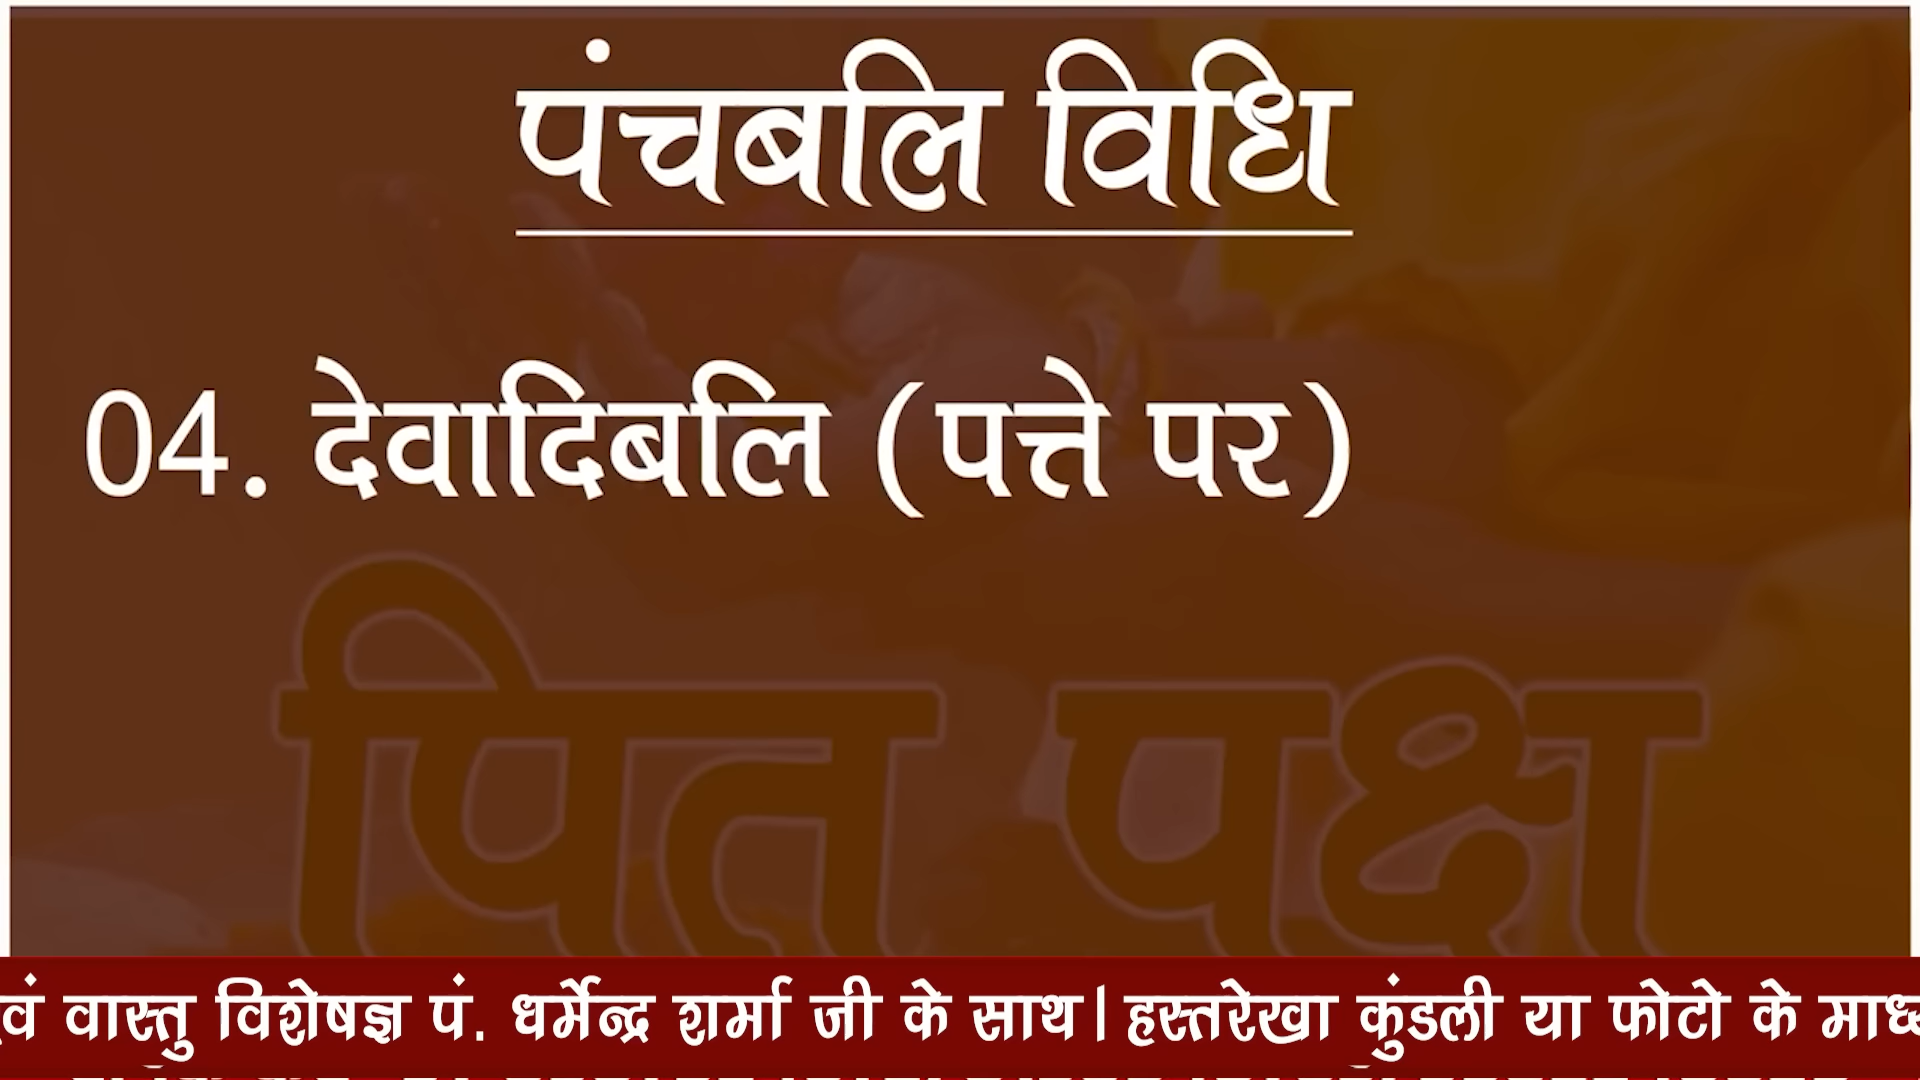 पंचबलि विधि
04. देवादिबलि (पत्ते पर)
पितृ पक्ष
वं वास्तु विशेषज्ञ पं. धर्मेन्द्र शर्मा जी के साथ। हस्तरेखा कुंडली या फोटो के